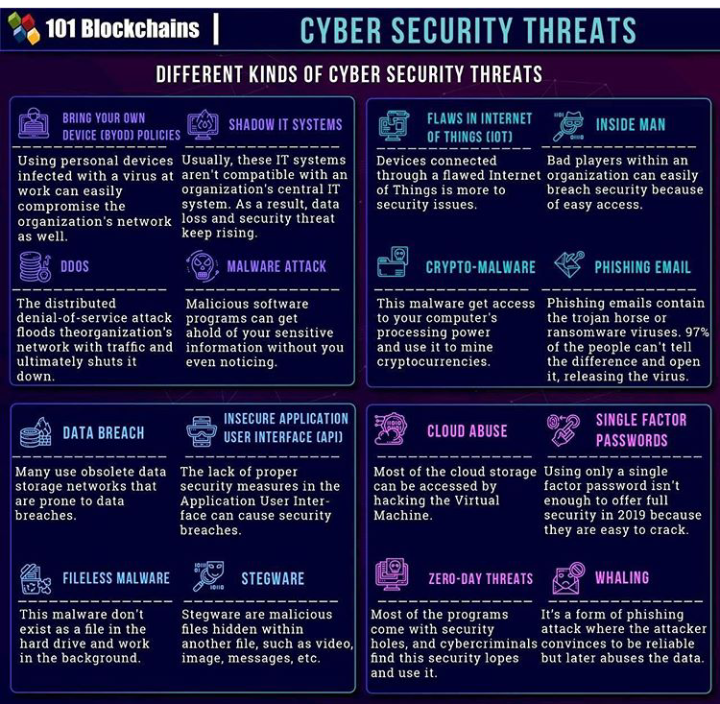 101 Blockchains
CYBER SECURITY THREATS
DIFFERENT KINDS OF CYBER SECURITY THREATS
BRING YOUR OWN
DEVICE (BYOD) POLICIES
Using personal devices
infected with a virus at
work can easily
compromise the
organization's network
as well.
SHADOW IT SYSTEMS
Usually, these IT systems
aren't compatible with an
organization's central IT
system. As a result, data
loss and security threat
keep rising.
DDOS
The distributed
denial-of-service attack
floods theorganization's
network with traffic and
ultimately shuts it
down.
MALWARE ATTACK
Malicious software
programs can get
ahold of your sensitive
information without you
even noticing.
FLAWS IN INTERNET
OF THINGS (IOT)
Devices connected
through a flawed Internet
of Things is more to
security issues.
INSIDE MAN
Bad players within an
organization can easily
breach security because
of easy access.
CRYPTO-MALWARE
This malware get access
to your computer's
processing power
and use it to mine
cryptocurrencies.
PHISHING EMAIL
Phishing emails contain
the trojan horse or
ransomware viruses. 97%
of the people can't tell
the difference and open
it, releasing the virus.
DATA BREACH
Many use obsolete data
storage networks that
are prone to data
breaches.
INSECURE APPLICATION
USER INTERFACE (API)
The lack of proper
security measures in the
Application User Inter-
face can cause security
breaches.
FILELESS MALWARE
This malware don't
exist as a file in the
hard drive and work
in the background.
STEGWARE
Stegware are malicious
files hidden within
another file, such as video,
image, messages, etc.
CLOUD ABUSE
Most of the cloud storage
can be accessed by
hacking the Virtual
Machine.
SINGLE FACTOR
PASSWORDS
Using only a single
factor password isn't
enough to offer full
security in 2019 because
they are easy to crack.
ZERO-DAY THREATS
Most of the programs
come with security
holes, and cybercriminals
find this security lopes
and use it.
WHALING
It's a form of phishing
attack where the attacker
convinces to be reliable
but later abuses the data.